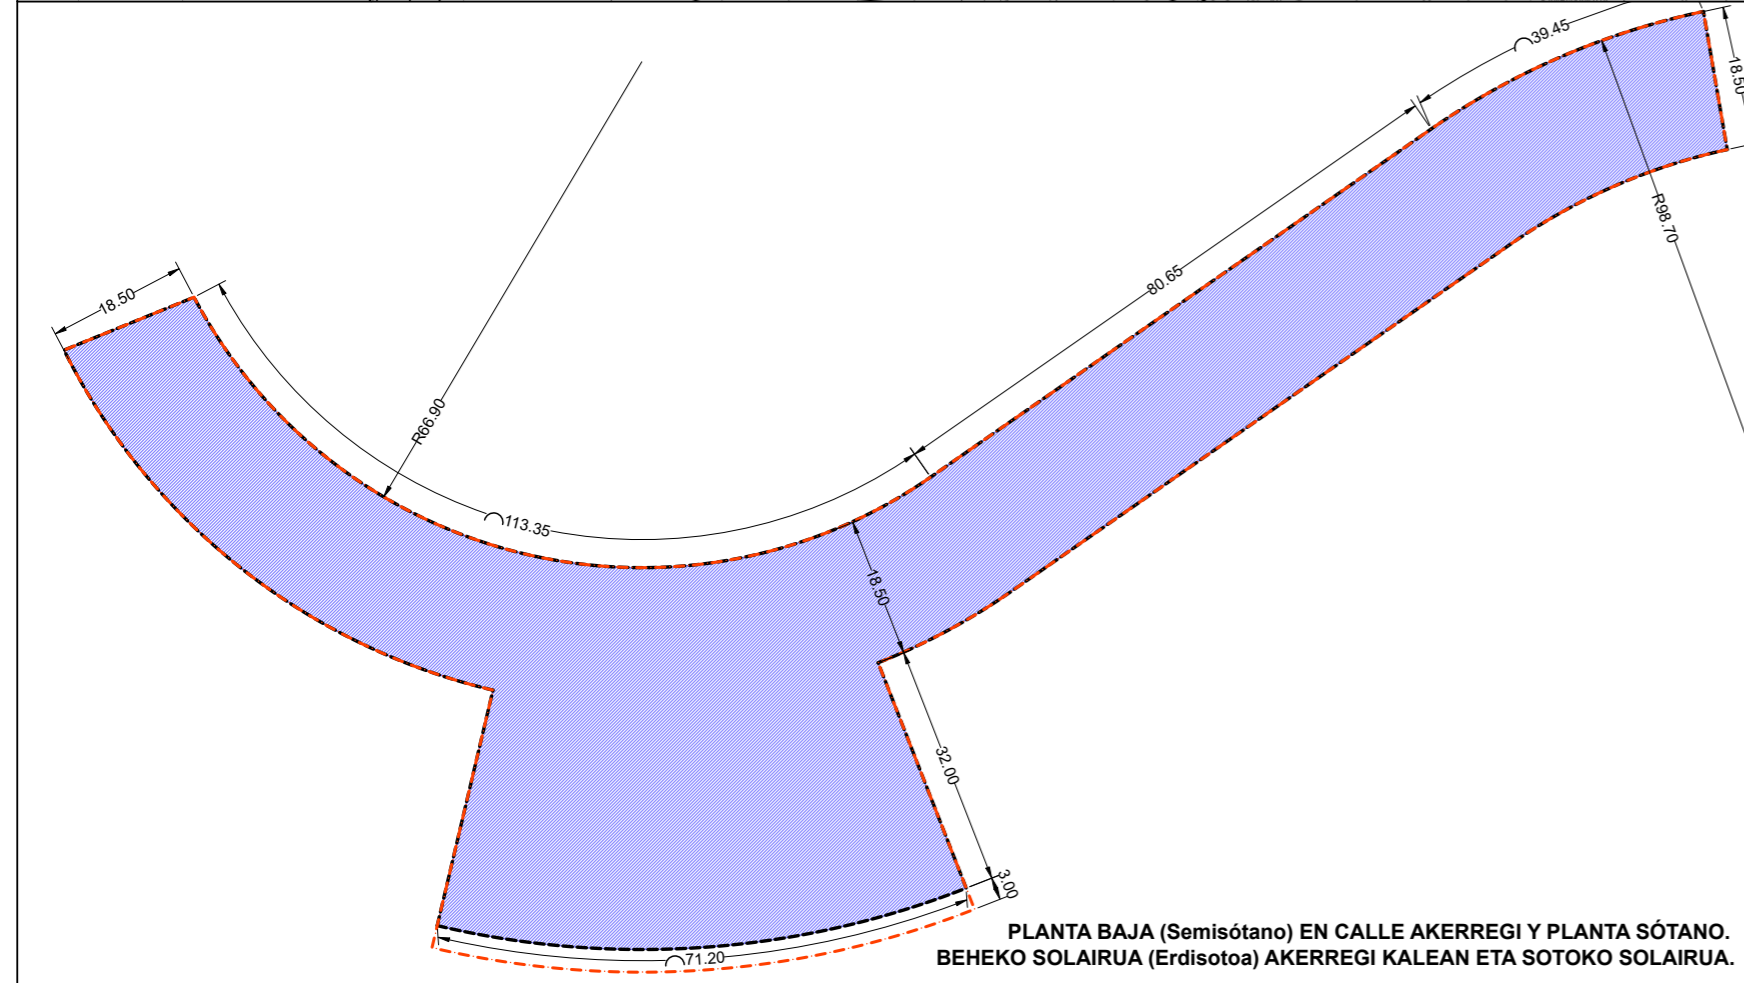 39.45
18.50
80.65
R98.70
18.50
R66.90
113.35
18.50
32.00
3.00
71.20
PLANTA BAJA (Semisótano) EN CALLE AKERREGI Y PLANTA SÓTANO.
BEHEKO SOLAIRUA (Erdisotoa) AKERREGI KALEAN ETA SOTOKO SOLAIRUA.